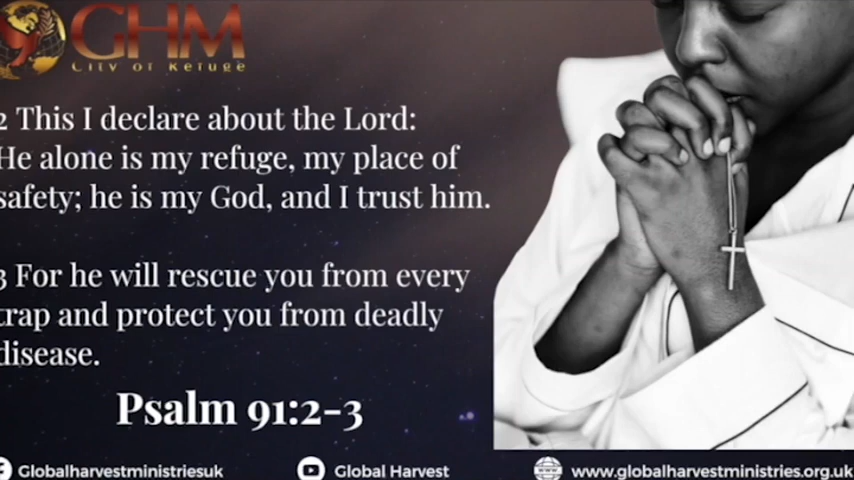 GHM
City of Refuge
2 This I declare about the Lord:
He alone is my refuge, my place of
safety; he is my God, and I trust him.
3 For he will rescue you from every
trap and protect you from deadly
disease.
Psalm 91:2-3
Globalharvestministriesuk Global Harvest www.globalharvestministries.org.uk